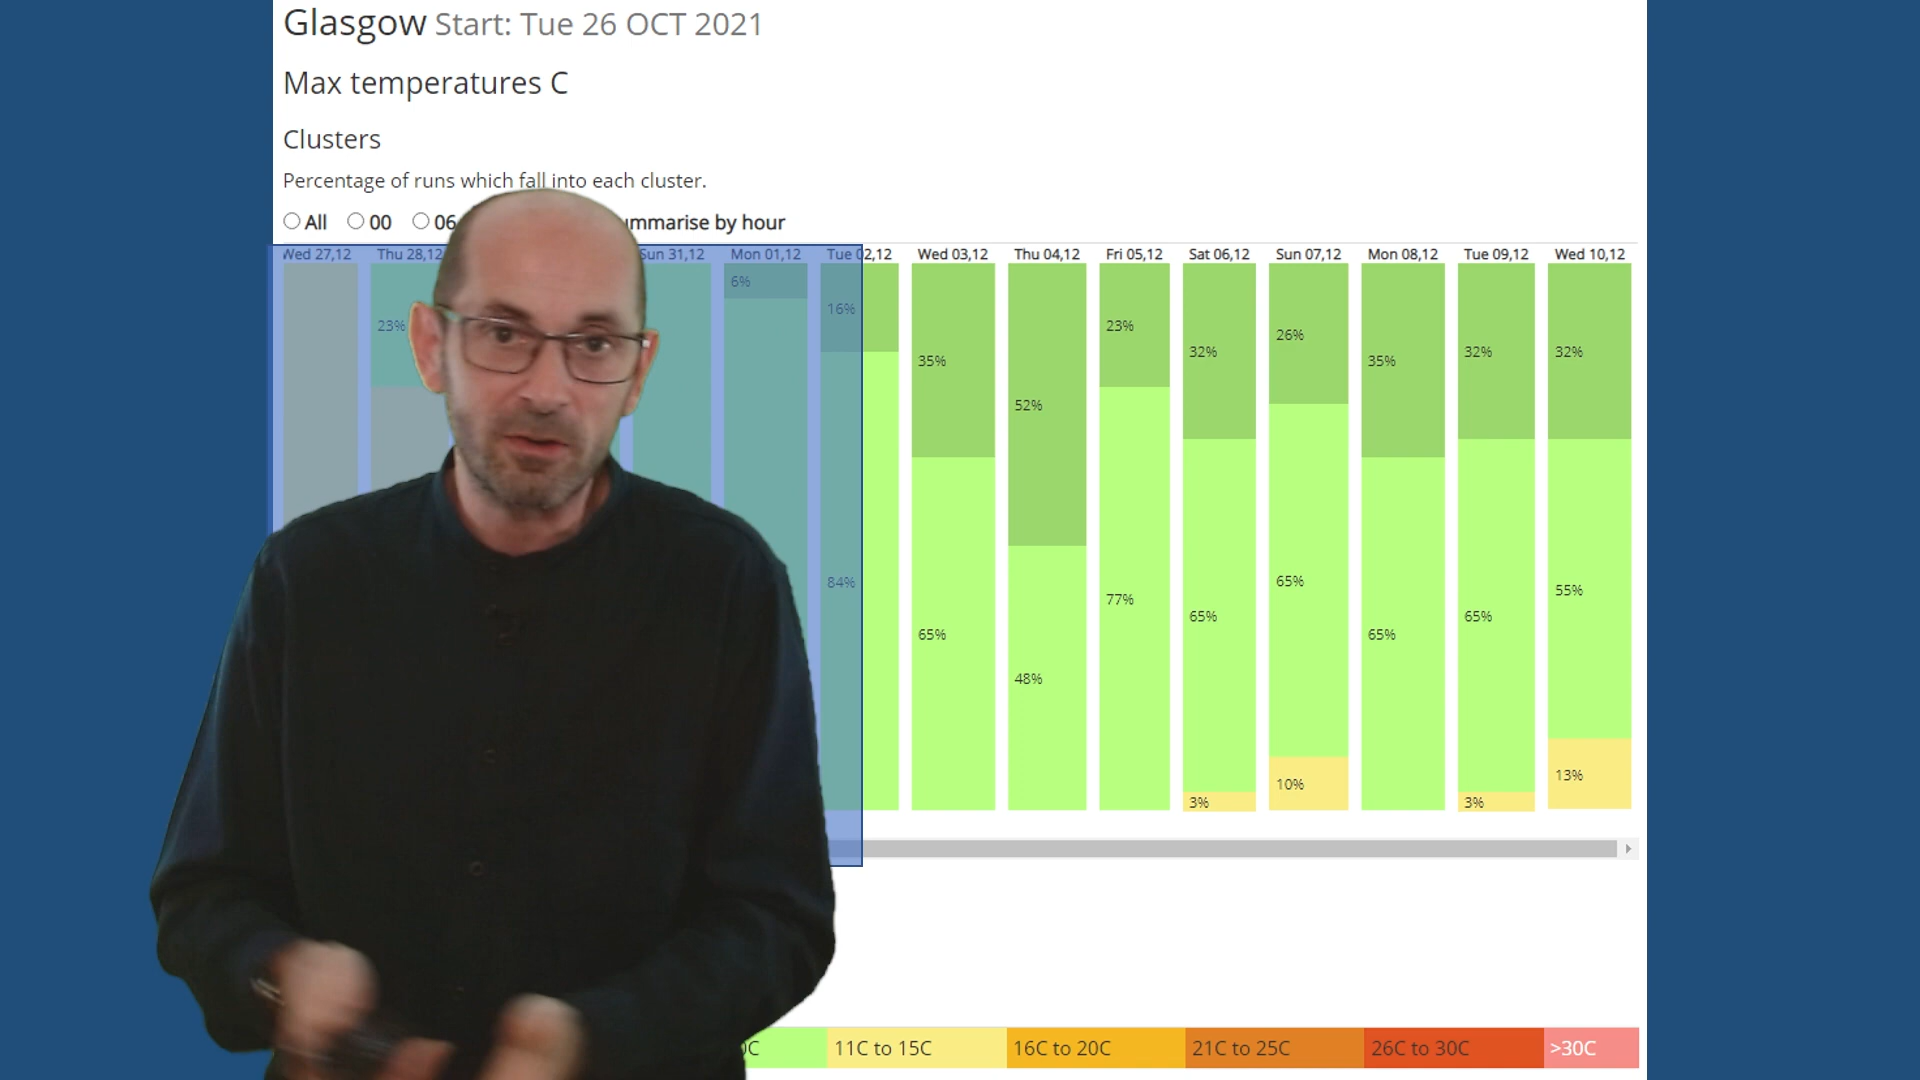 Glasgow Start: Tue 26 OCT 2021
Max temperatures C
Clusters
Percentage of runs which fall into each cluster.
All 00 06 mmarise by hour
Wed 27,12 Thu 28,12 Sun 31,12 Mon 01,12 Tue 02,12 Wed 03,12 Thu 04,12 Fri 05,12 Sat 06,12 Sun 07,12 Mon 08,12 Tue 09,12 Wed 10,12
6%
16%
23% 23%
26%
32% 32% 32%
35% 35%
52%
84% 65%
55%
77%
65% 65%
65% 65%
48%
13%
10%
3% 3%
0C 11C to 15C 16C to 20C 21C to 25C 26C to 30C >30C